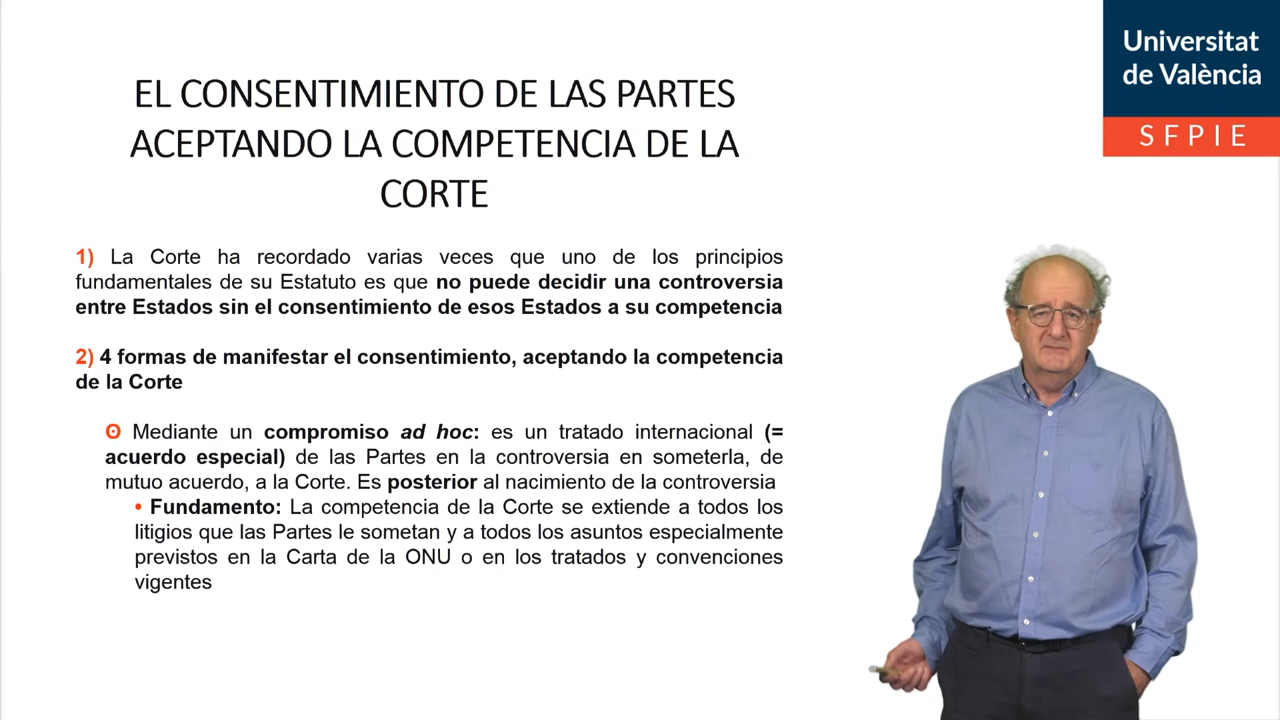 Universitat
de València
SFPIE
EL CONSENTIMIENTO DE LAS PARTES
ACEPTANDO LA COMPETENCIA DE LA
CORTE
1) La Corte ha recordado varias veces que uno de los principios
fundamentales de su Estatuto es que no puede decidir una controversia
entre Estados sin el consentimiento de esos Estados a su competencia
2) 4 formas de manifestar el consentimiento, aceptando la competencia
de la Corte
ʘ Mediante un compromiso ad hoc: es un tratado internacional (=
acuerdo especial) de las Partes en la controversia en someterla, de
mutuo acuerdo, a la Corte. Es posterior al nacimiento de la controversia
• Fundamento: La competencia de la Corte se extiende a todos los
litigios que las Partes le sometan y a todos los asuntos especialmente
previstos en la Carta de la ONU o en los tratados y convenciones
vigentes